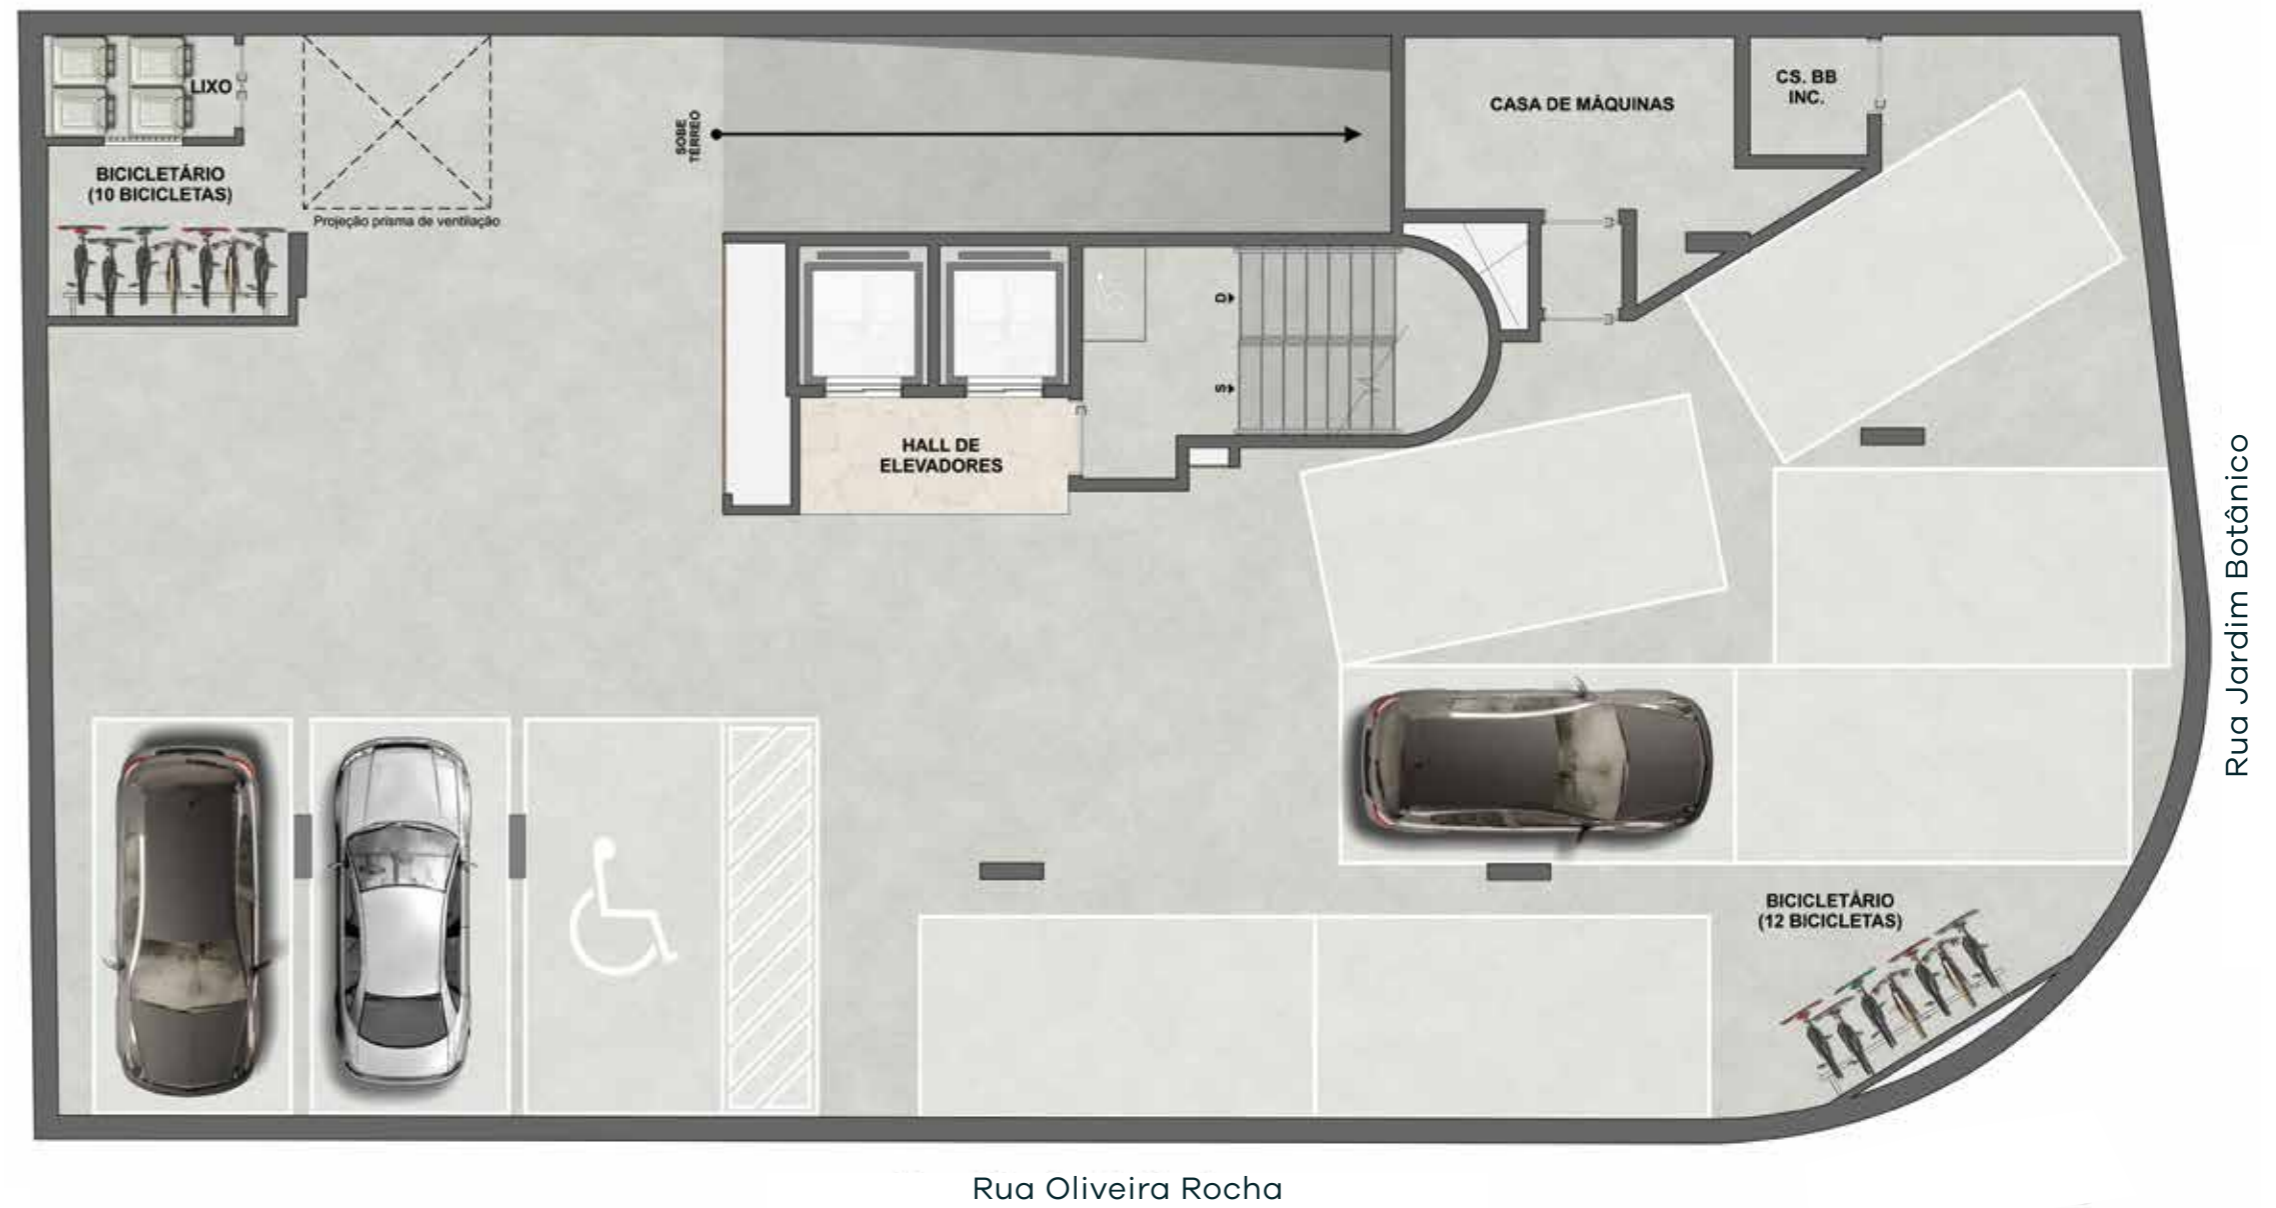 LIXO
CS. BB
INC.
CASA DE MÁQUINAS
SOBE
TÉRREO
BICICLETÁRIO
(10 BICICLETAS)
Projeção prisma de ventilação
D
S
HALL DE
ELEVADORES
Rua Jardim Botânico
BICICLETÁRIO
(12 BICICLETAS)
Rua Oliveira Rocha